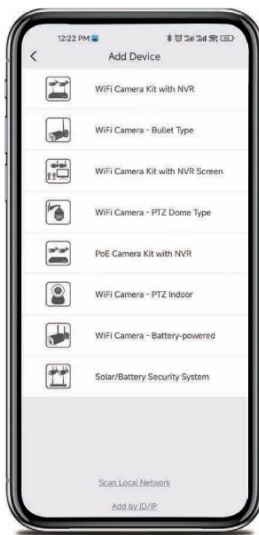 12:22 PM
Add Device
WiFi Camera Kit with NVR
WiFi Camera - Bullet Type
WiFi Camera Kit with NVR Screen
WiFi Camera - PTZ Dome Type
PoE Camera Kit with NVR
WiFi Camera - PTZ Indoor
WiFi Camera - Battery-powered
Solar/Battery Security System
Scan Local Network
Add by ID/IP